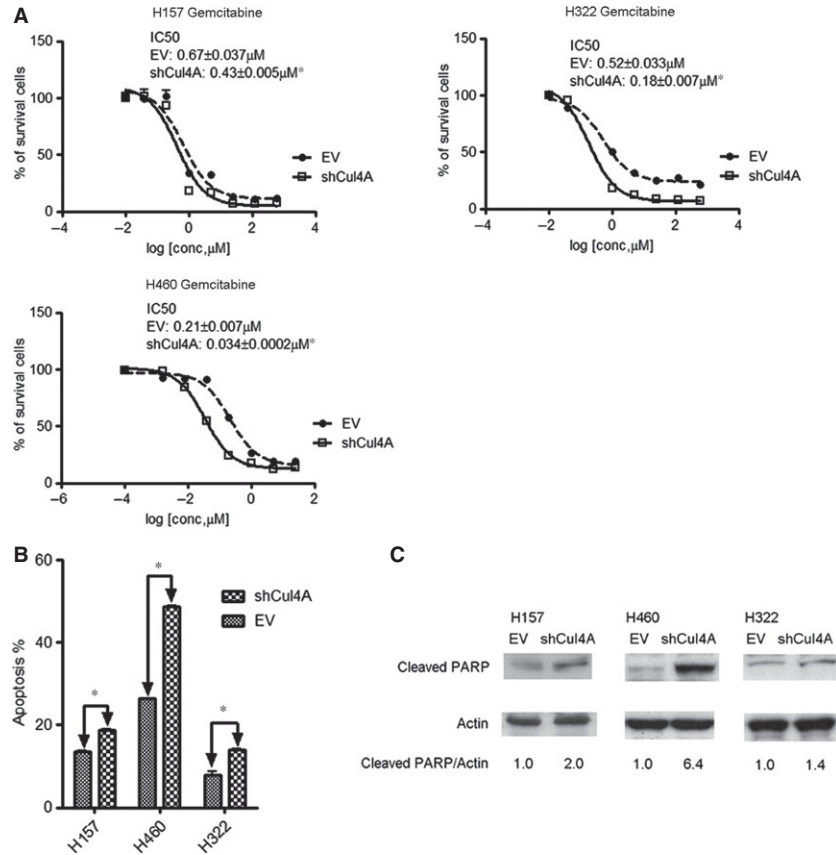 A
H157 Gemcitabine
IC50
EV: 0.67±0.037µM
shCul4A: 0.43±0.005µM*
% of survival cells
150
100
50
0
−4 −2 0 2 4
log [conc,µM]
EV
shCul4A
H322 Gemcitabine
IC50
EV: 0.52±0.033µM
shCul4A: 0.18±0.007µM*
% of survival cells
150
100
50
0
−4 −2 0 2 4
log [conc,µM]
EV
shCul4A
H460 Gemcitabine
IC50
EV: 0.21±0.007µM
shCul4A: 0.034±0.0002µM*
% of survival cells
150
100
50
0
−6 −4 −2 0 2
log [conc,µM]
EV
shCul4A
B
Apoptosis %
60
40
20
0
* * *
shCul4A
EV
H157 H460 H322
C
H157 H460 H322
EV shCul4A EV shCul4A EV shCul4A
Cleaved PARP
Actin
Cleaved PARP/Actin 1.0 2.0 1.0 6.4 1.0 1.4